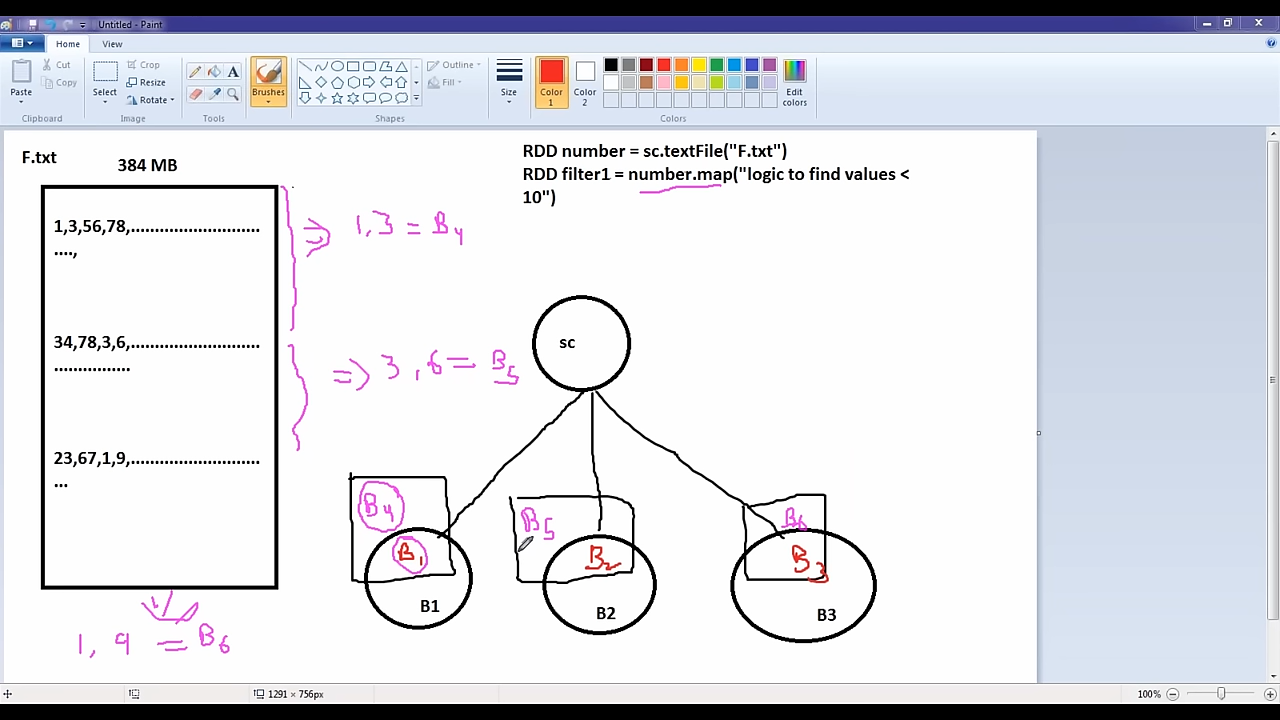 Untitled - Paint
Home
View
Paste
Cut
Copy
Clipboard
Select
Crop
Resize
Rotate
Image
Tools
Brushes
Outline
Fill
Shapes
Size
Color 1
Color 2
Edit colors
Colors
F.txt
384 MB
RDD number = sc.textFile("F.txt")
RDD filter1 = number.map("logic to find values <
10")
1,3,56,78,..............................
....,
1,3 = B4
34,78,3,6,..............................
...............
3,6 = B5
23,67,1,9,..............................
...
sc
B4
B1
B1
B5
B2
B2
B6
B3
B3
1, 9 = B6
1291 × 756px
100%